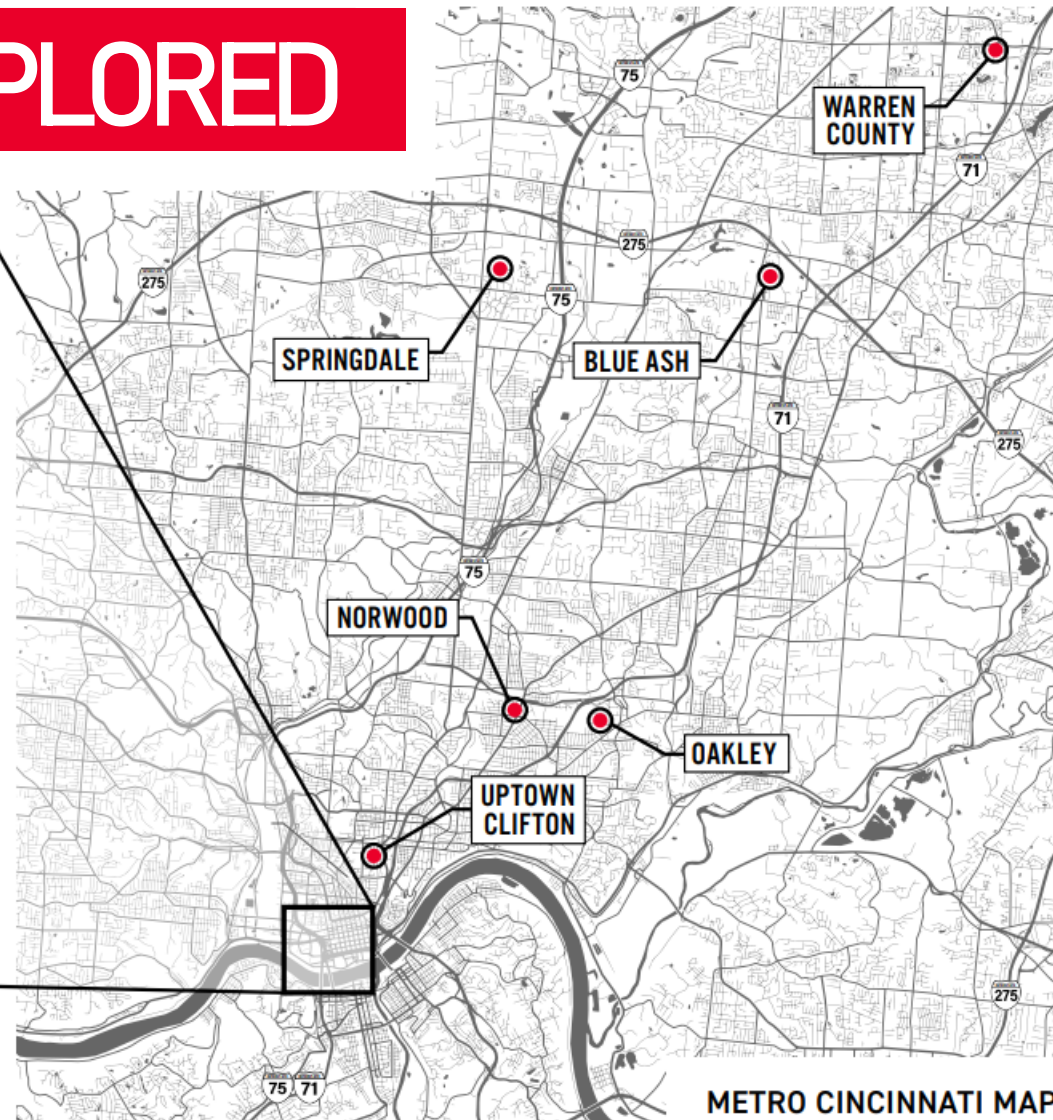 PLORED
75
WARREN
COUNTY
71
275
275
75
SPRINGDALE
BLUE ASH
71
275
75
NORWOOD
OAKLEY
UPTOWN
CLIFTON
275
75 71
METRO CINCINNATI MAP